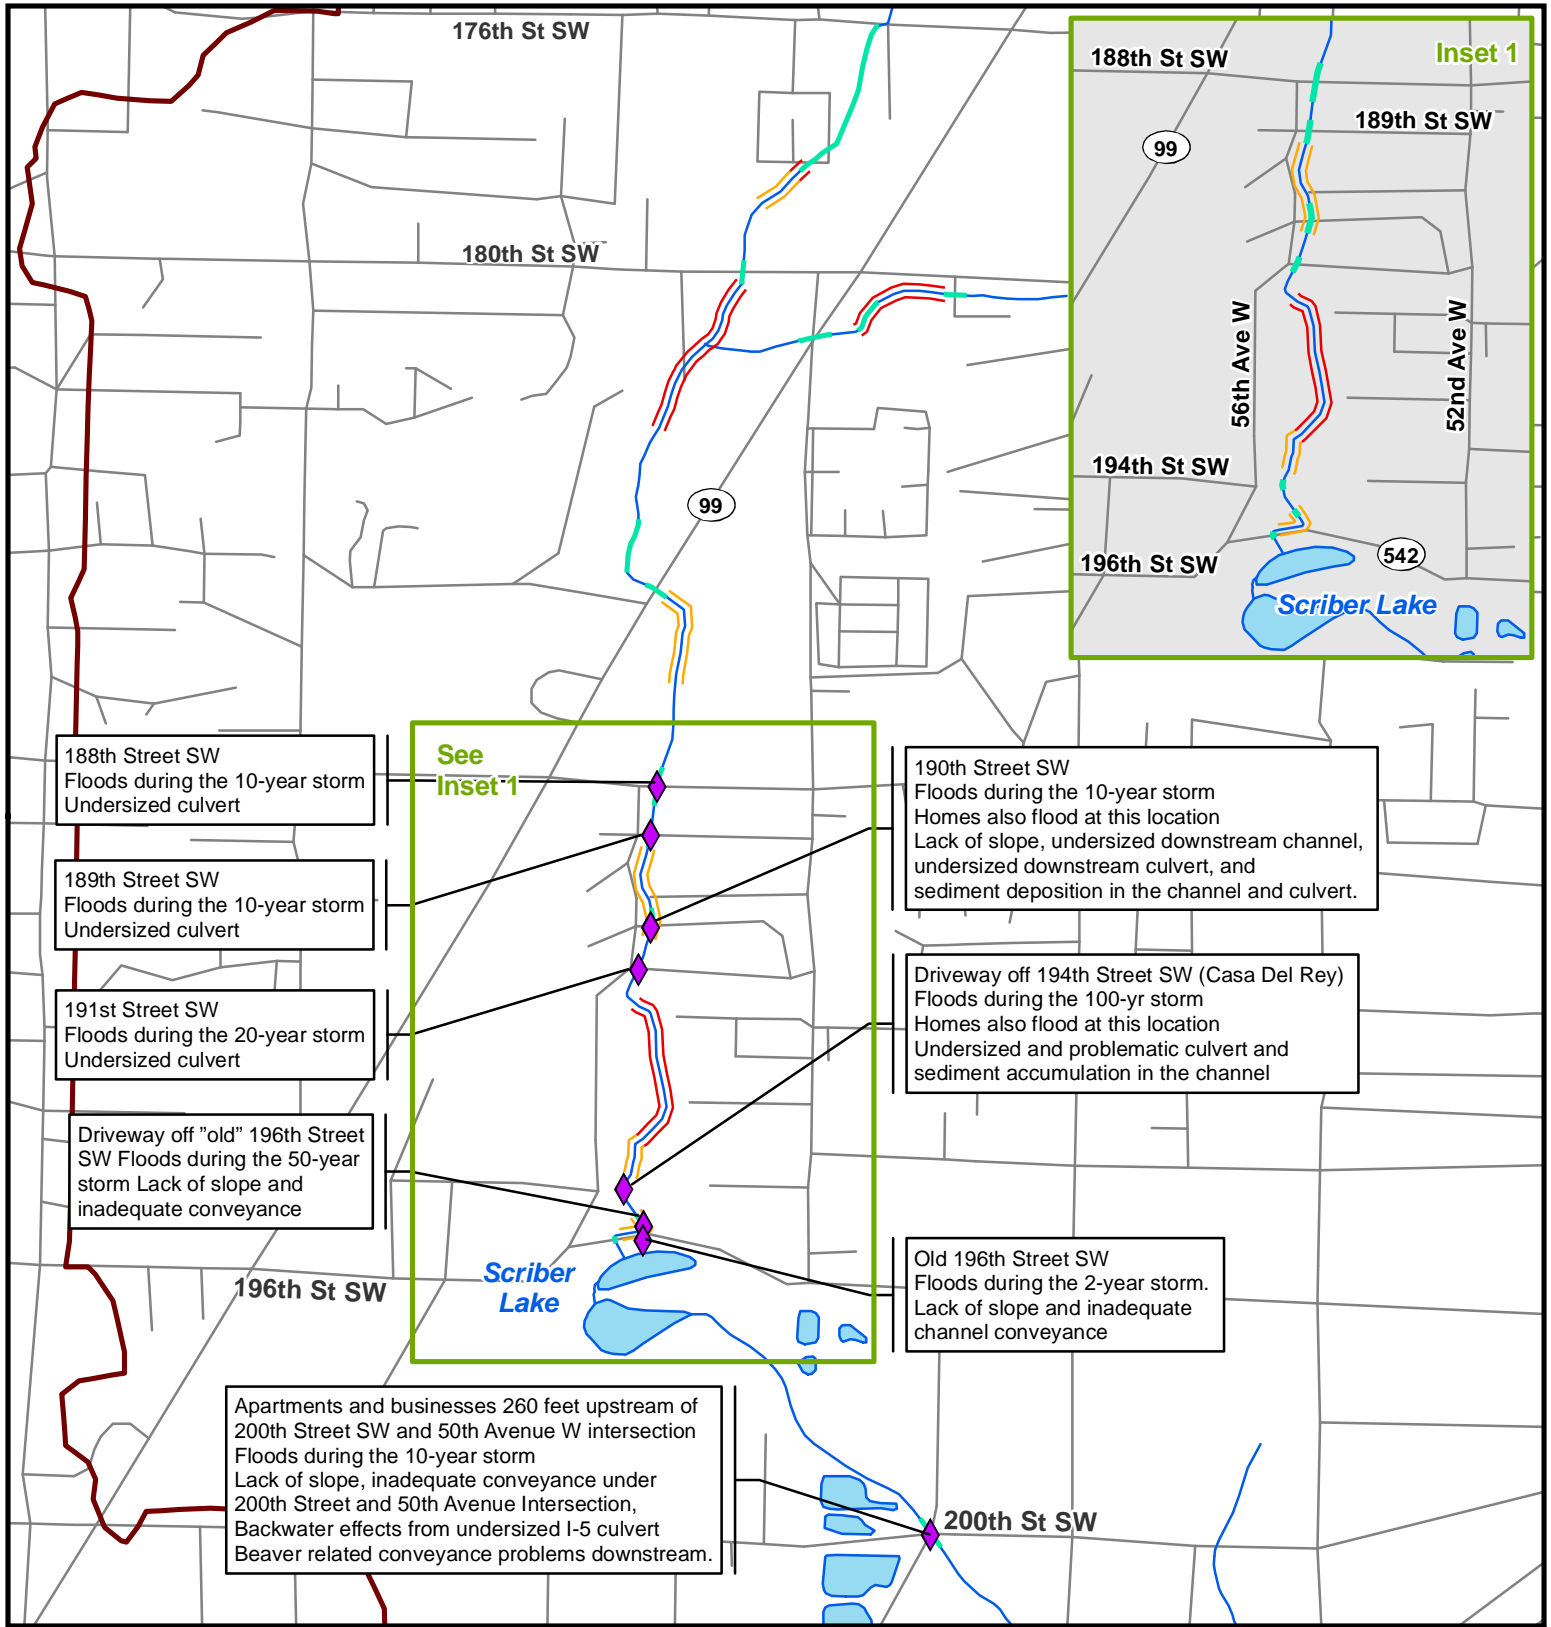 176th St SW
180th St SW
99
Inset 1
188th St SW
189th St SW
99
56th Ave W
52nd Ave W
194th St SW
196th St SW
542
Scriber Lake
See
Inset 1
188th Street SW
Floods during the 10-year storm
Undersized culvert
189th Street SW
Floods during the 10-year storm
Undersized culvert
191st Street SW
Floods during the 20-year storm
Undersized culvert
Driveway off ”old” 196th Street
SW Floods during the 50-year
storm Lack of slope and
inadequate conveyance
190th Street SW
Floods during the 10-year storm
Homes also flood at this location
Lack of slope, undersized downstream channel,
undersized downstream culvert, and
sediment deposition in the channel and culvert.
Driveway off 194th Street SW (Casa Del Rey)
Floods during the 100-yr storm
Homes also flood at this location
Undersized and problematic culvert and
sediment accumulation in the channel
Old 196th Street SW
Floods during the 2-year storm.
Lack of slope and inadequate
channel conveyance
196th St SW
Scriber
Lake
Apartments and businesses 260 feet upstream of
200th Street SW and 50th Avenue W intersection
Floods during the 10-year storm
Lack of slope, inadequate conveyance under
200th Street and 50th Avenue Intersection,
Backwater effects from undersized I-5 culvert
Beaver related conveyance problems downstream.
200th St SW